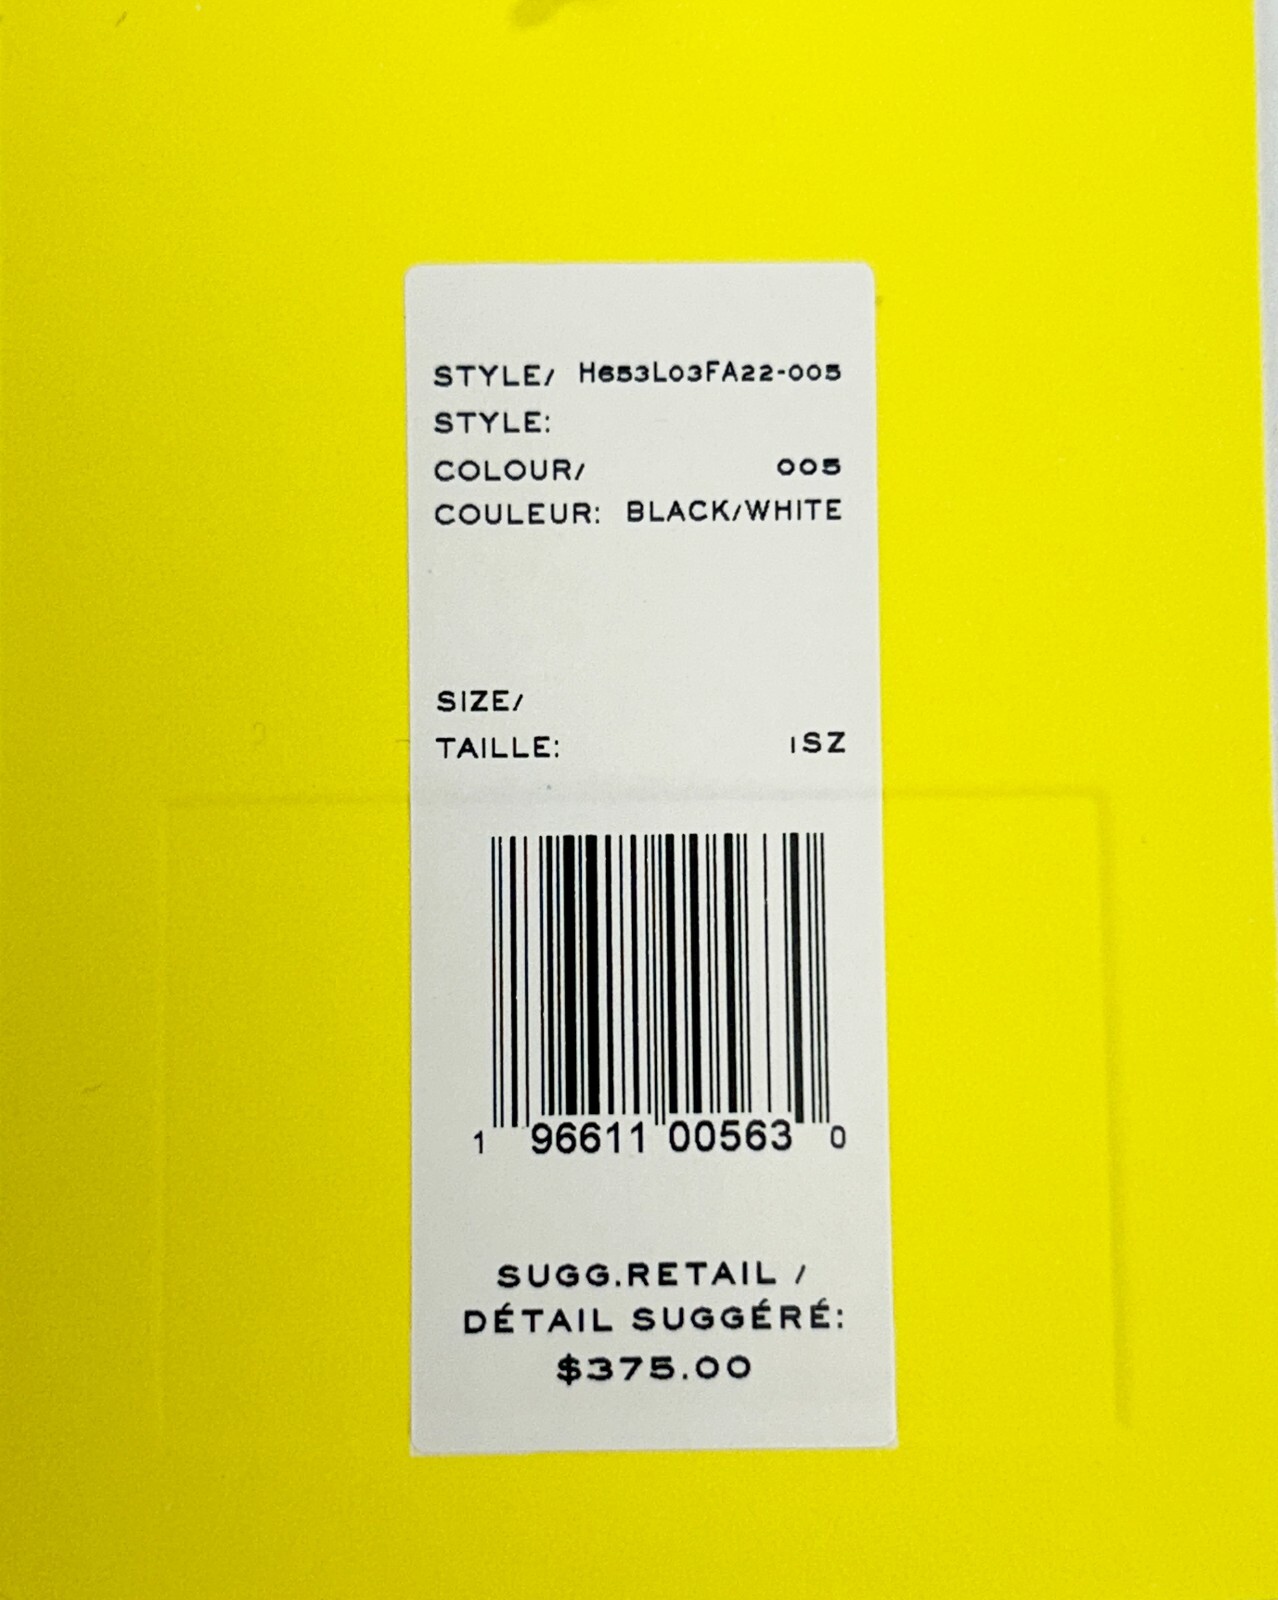 STYLE/ H653L03FA22-005
STYLE:
COLOUR/ 005
COULEUR: BLACK/WHITE
SIZE/
TAILLE: 1SZ
1 96611 00563 0
SUGG.RETAIL /
DÉTAIL SUGGÉRÉ:
$375.00